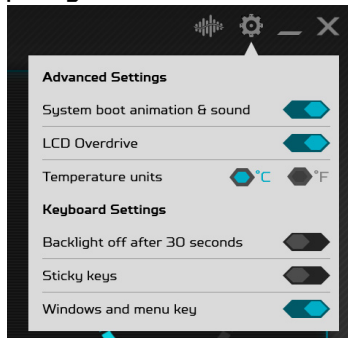 Advanced Settings
System boot animation & sound
LCD Overdrive
Temperature units °C °F
Keyboard Settings
Backlight off after 30 seconds
Sticky keys
Windows and menu key